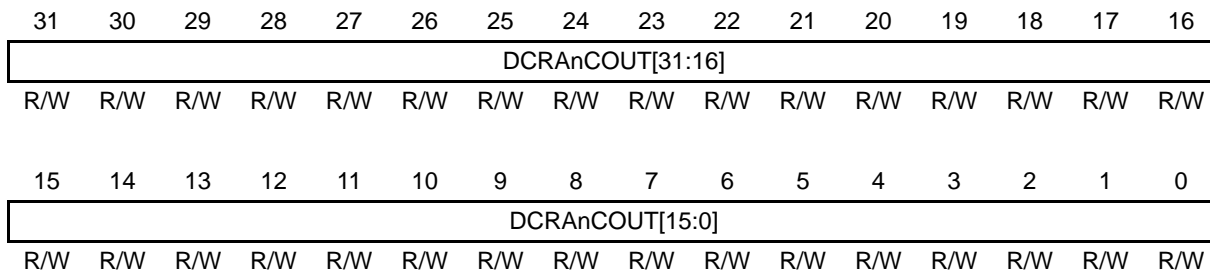 31 30 29 28 27 26 25 24 23 22 21 20 19 18 17 16
DCRAnCOUT[31:16]
R/W R/W R/W R/W R/W R/W R/W R/W R/W R/W R/W R/W R/W R/W R/W R/W
15 14 13 12 11 10 9 8 7 6 5 4 3 2 1 0
DCRAnCOUT[15:0]
R/W R/W R/W R/W R/W R/W R/W R/W R/W R/W R/W R/W R/W R/W R/W R/W